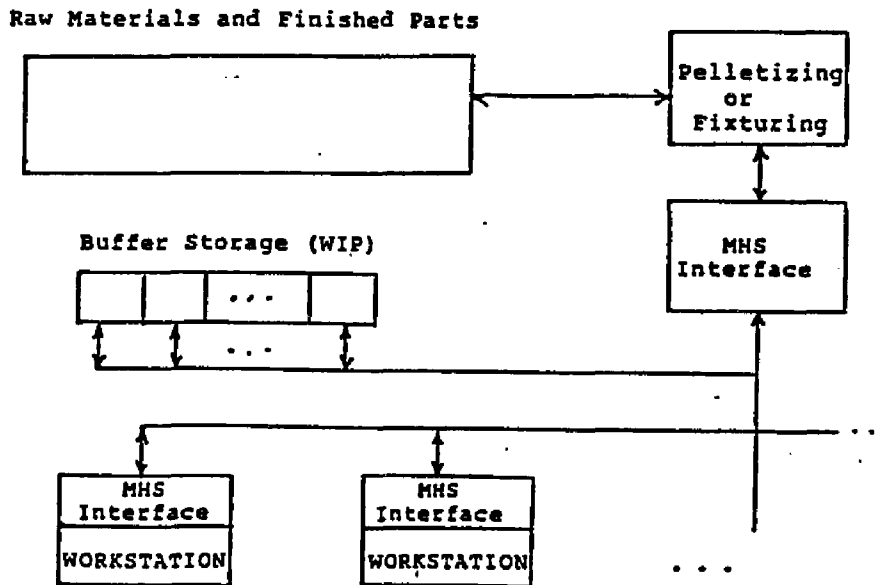 Raw Materials and Finished Parts
Pelletizing
or
Fixturing
MHS
Interface
Buffer Storage (WIP)
...
...
...
MHS
Interface
WORKSTATION
MHS
Interface
WORKSTATION
...